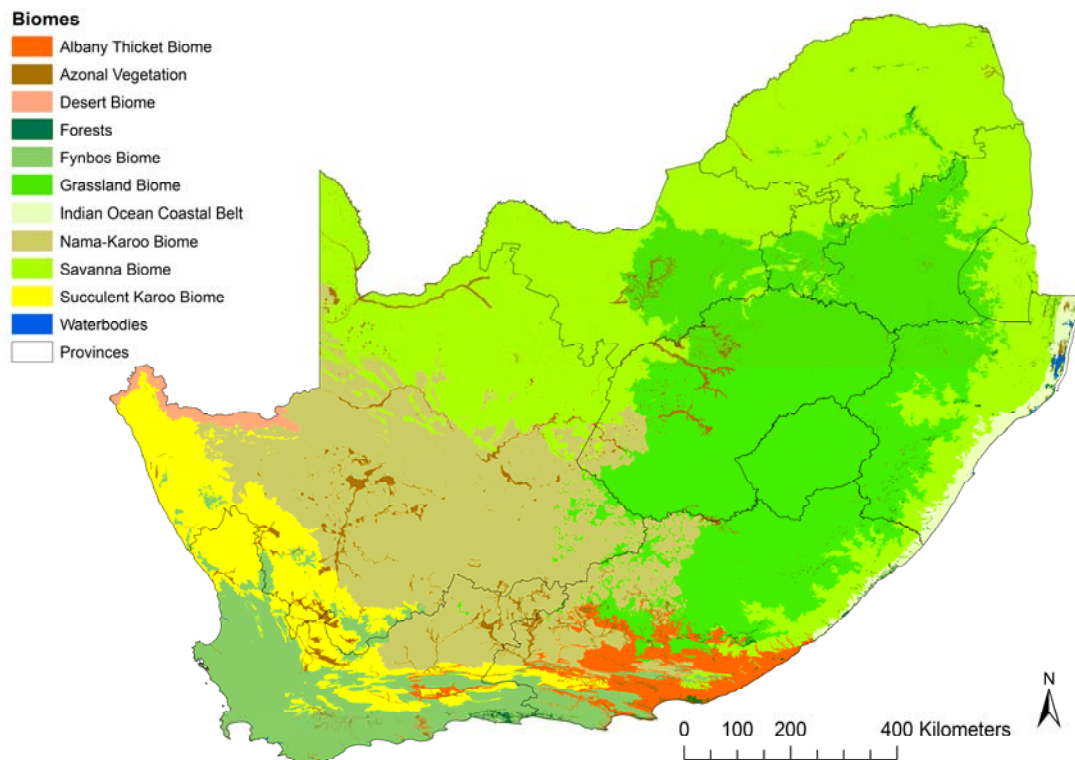 Biomes
Albany Thicket Biome
Azonal Vegetation
Desert Biome
Forests
Fynbos Biome
Grassland Biome
Indian Ocean Coastal Belt
Nama-Karoo Biome
Savanna Biome
Succulent Karoo Biome
Waterbodies
Provinces
N
0 100 200 400 Kilometers